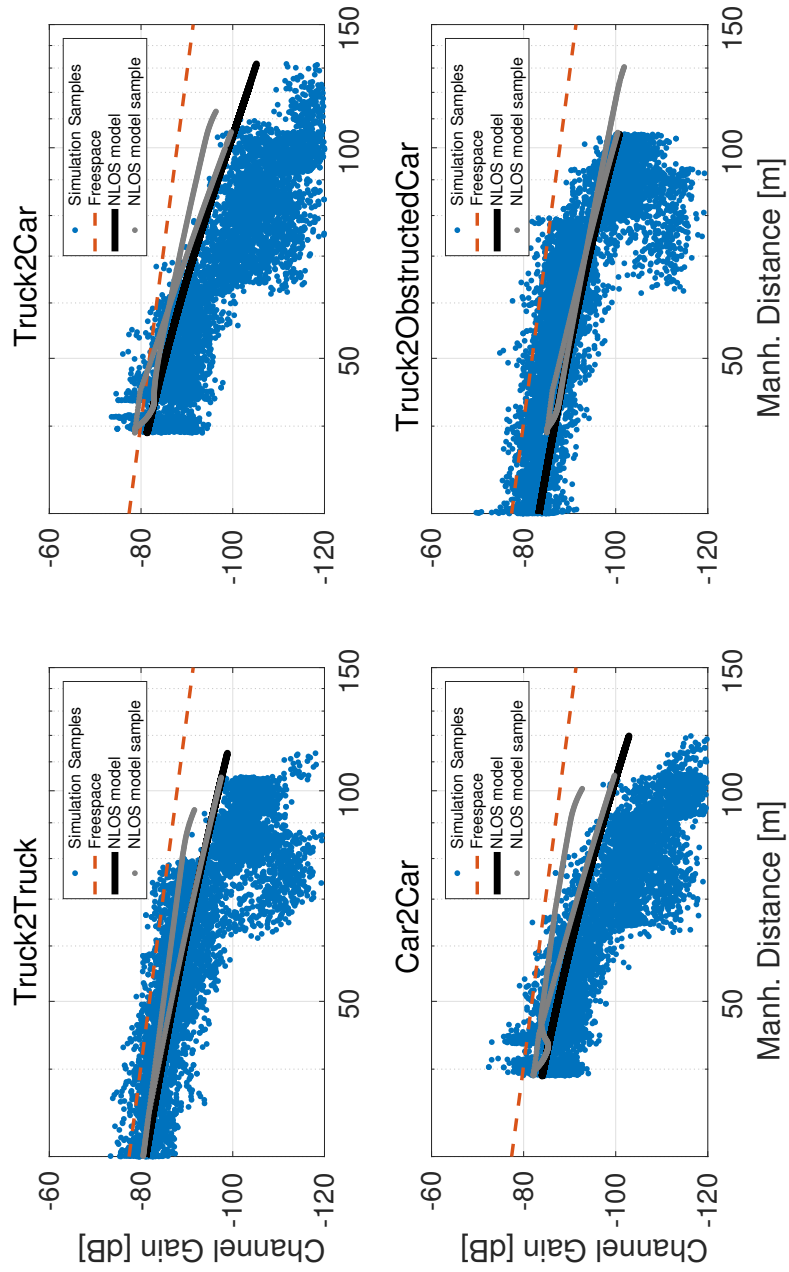 Truck2Truck
-60
-80
-100
-120
50
100
150
Channel Gain [dB]
Simulation Samples
Freespace
NLOS model
NLOS model sample
Truck2Car
-60
-80
-100
-120
50
100
150
Simulation Samples
Freespace
NLOS model
NLOS model sample
Car2Car
-60
-80
-100
-120
50
100
150
Channel Gain [dB]
Manh. Distance [m]
Simulation Samples
Freespace
NLOS model
NLOS model sample
Truck2ObstructedCar
-60
-80
-100
-120
50
100
150
Manh. Distance [m]
Simulation Samples
Freespace
NLOS model
NLOS model sample